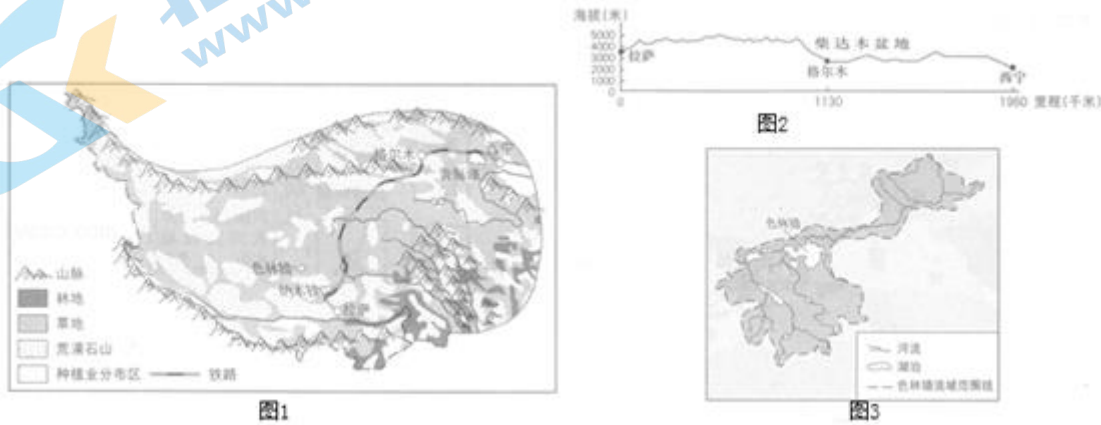 www.
海拔(米)
5000
4000
3000
2000
1000
0
拉萨
柴达木盆地
格尔木
西宁
0
1130
1960 里程(千米)
图2
格尔木
西宁
青海湖
色林错
纳木错
拉萨
山脉
林地
草地
荒漠石山
种植业分布区
铁路
图1
色林错
河流
湖泊
色林错流域范围线
图3